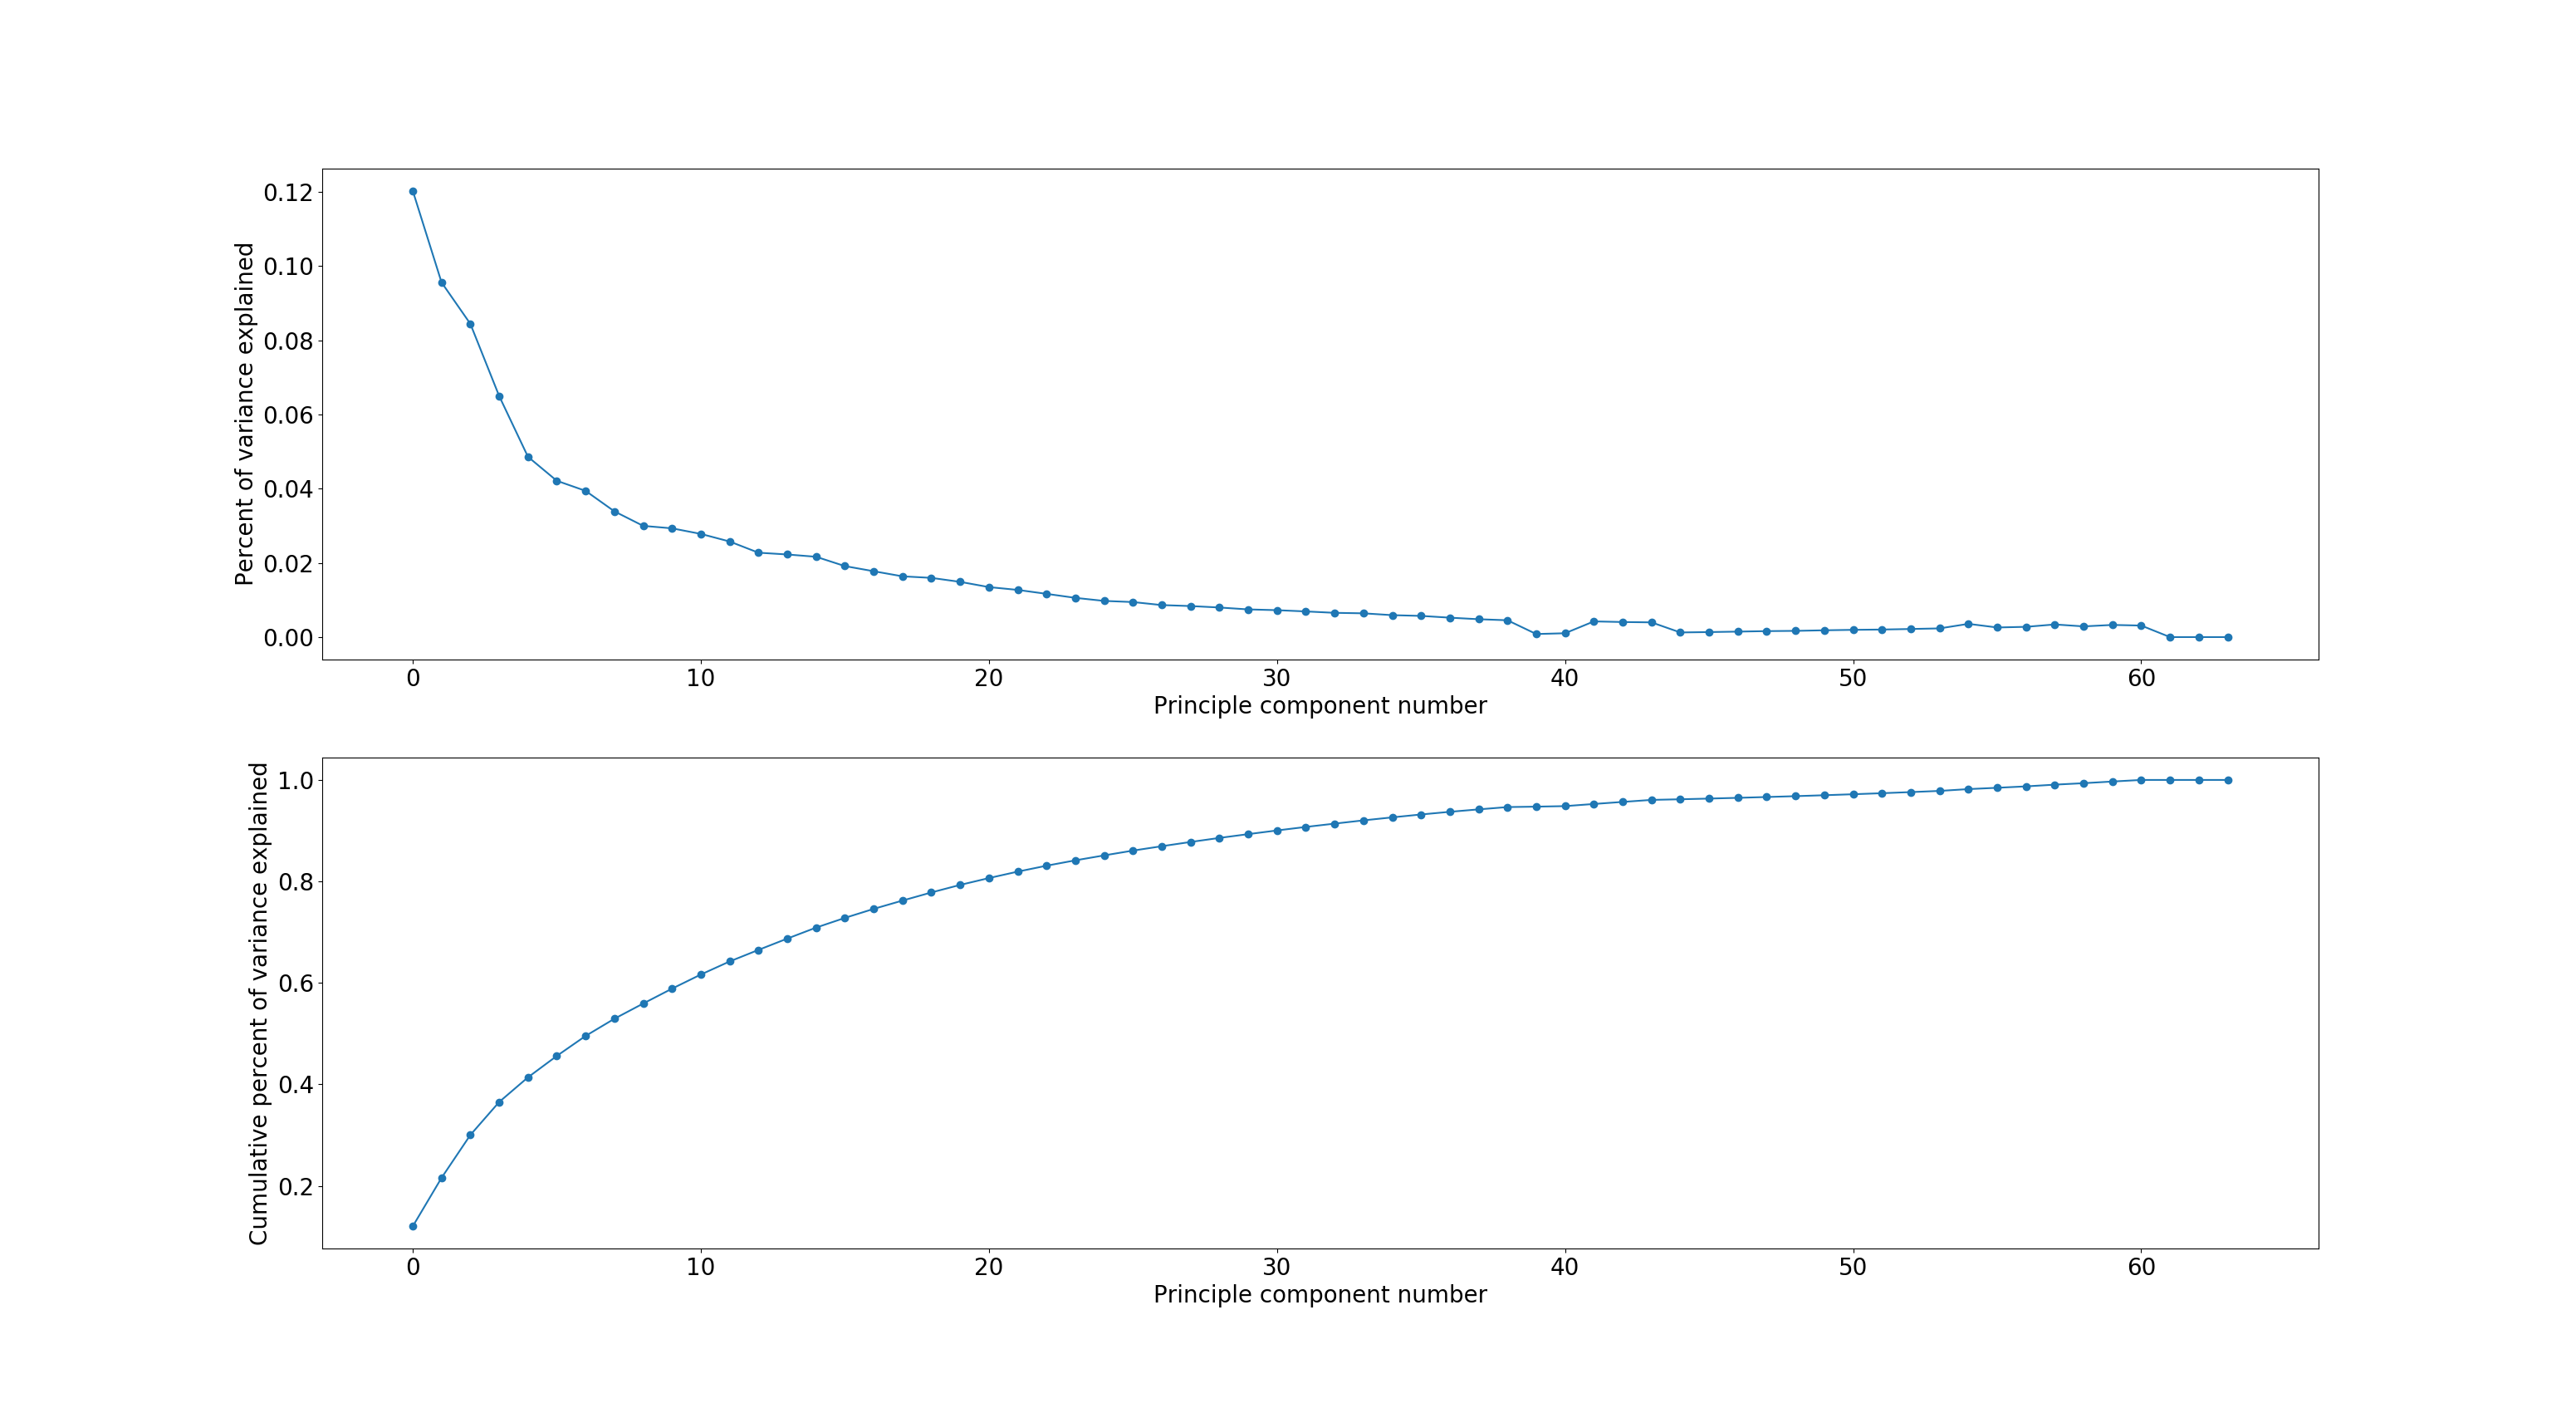 Percent of variance explained
0.12
0.10
0.08
0.06
0.04
0.02
0.00
0 10 20 30 40 50 60
Principle component number
Cumulative percent of variance explained
1.0
0.8
0.6
0.4
0.2
0 10 20 30 40 50 60
Principle component number